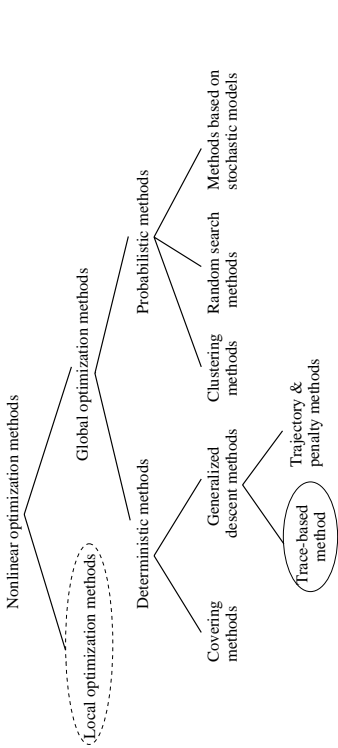 Nonlinear optimization methods
Local optimization methods
Global optimization methods
Deterministic methods
Probabilistic methods
Covering
methods
Generalized
descent methods
Clustering
methods
Random search
methods
Methods based on
stochastic models
Trace-based
method
Trajectory &
penalty methods